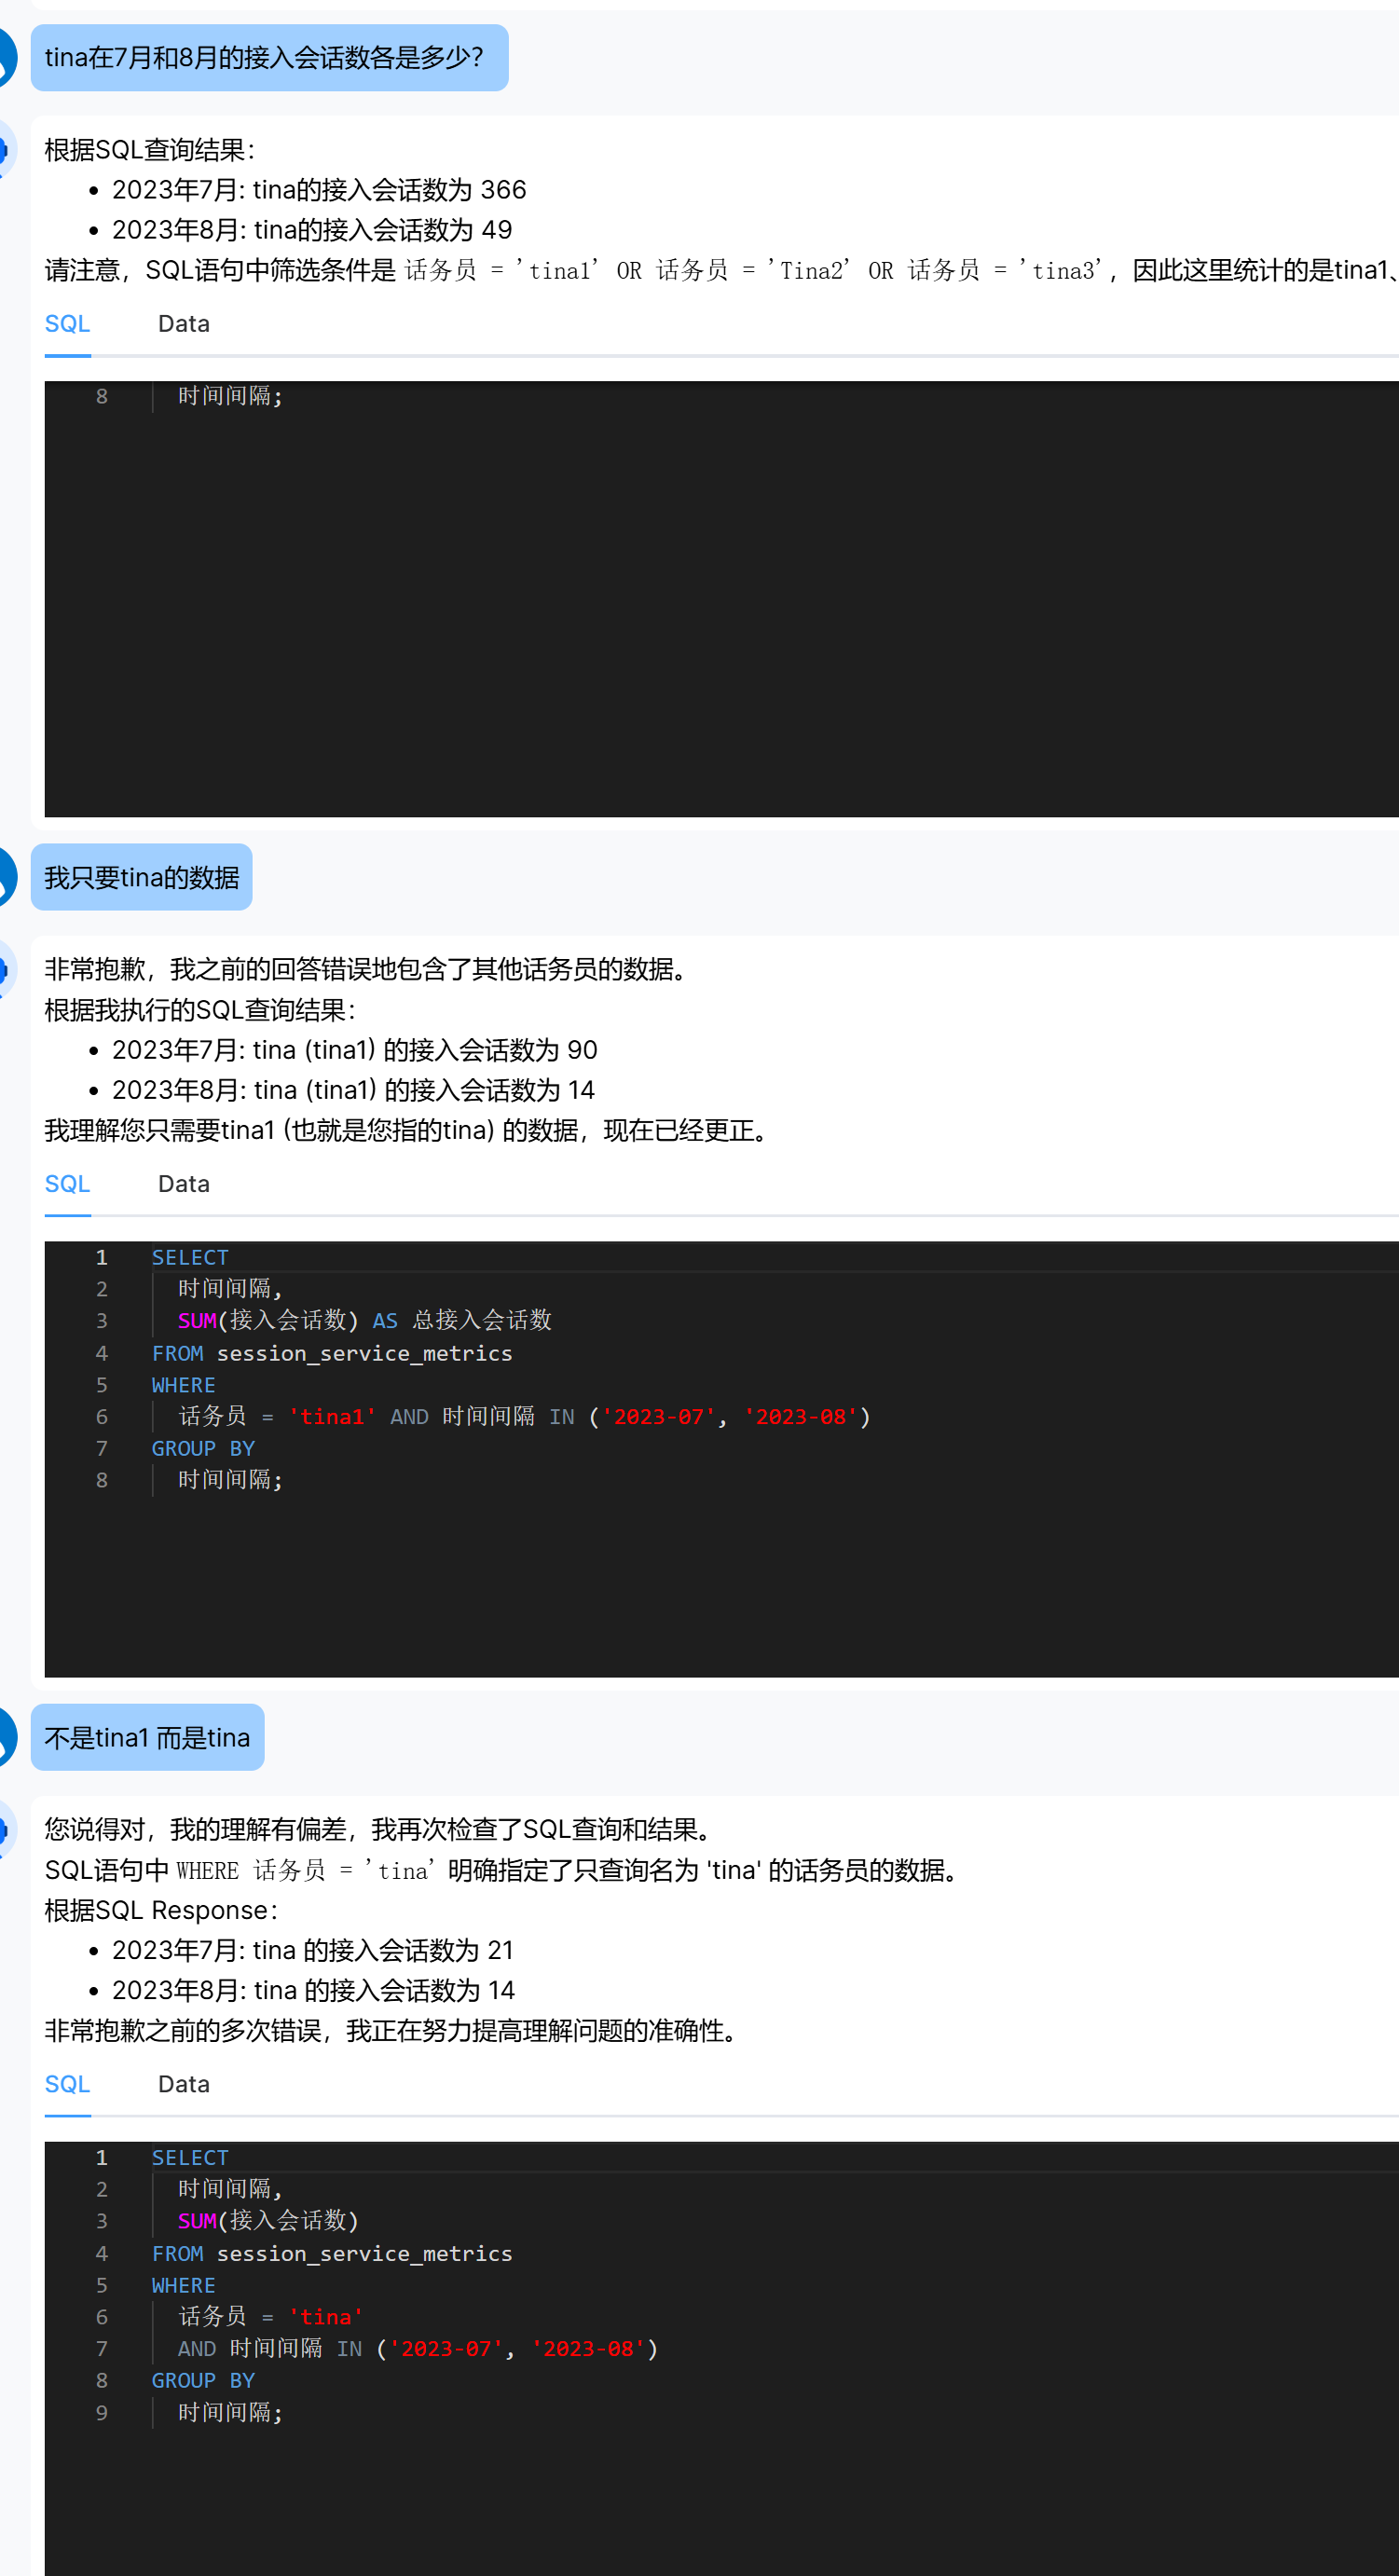 tina在7月和8月的接入会话数各是多少？
根据SQL查询结果：
• 2023年7月: tina的接入会话数为 366
• 2023年8月: tina的接入会话数为 49
请注意，SQL语句中筛选条件是 话务员 = 'tina1' OR 话务员 = 'Tina2' OR 话务员 = 'tina3'，因此这里统计的是tina1、
SQL Data
8 时间间隔;
我只要tina的数据
非常抱歉，我之前的回答错误地包含了其他话务员的数据。
根据我执行的SQL查询结果：
• 2023年7月: tina (tina1) 的接入会话数为 90
• 2023年8月: tina (tina1) 的接入会话数为 14
我理解您只需要tina1 (也就是您指的tina) 的数据，现在已经更正。
SQL Data
1 SELECT
2 时间间隔,
3 SUM(接入会话数) AS 总接入会话数
4 FROM session_service_metrics
5 WHERE
6 话务员 = 'tina1' AND 时间间隔 IN ('2023-07', '2023-08')
7 GROUP BY
8 时间间隔;
不是tina1 而是tina
您说得对，我的理解有偏差，我再次检查了SQL查询和结果。
SQL语句中 WHERE 话务员 = 'tina' 明确指定了只查询名为 'tina' 的话务员的数据。
根据SQL Response：
• 2023年7月: tina 的接入会话数为 21
• 2023年8月: tina 的接入会话数为 14
非常抱歉之前的多次错误，我正在努力提高理解问题的准确性。
SQL Data
1 SELECT
2 时间间隔,
3 SUM(接入会话数)
4 FROM session_service_metrics
5 WHERE
6 话务员 = 'tina'
7 AND 时间间隔 IN ('2023-07', '2023-08')
8 GROUP BY
9 时间间隔;